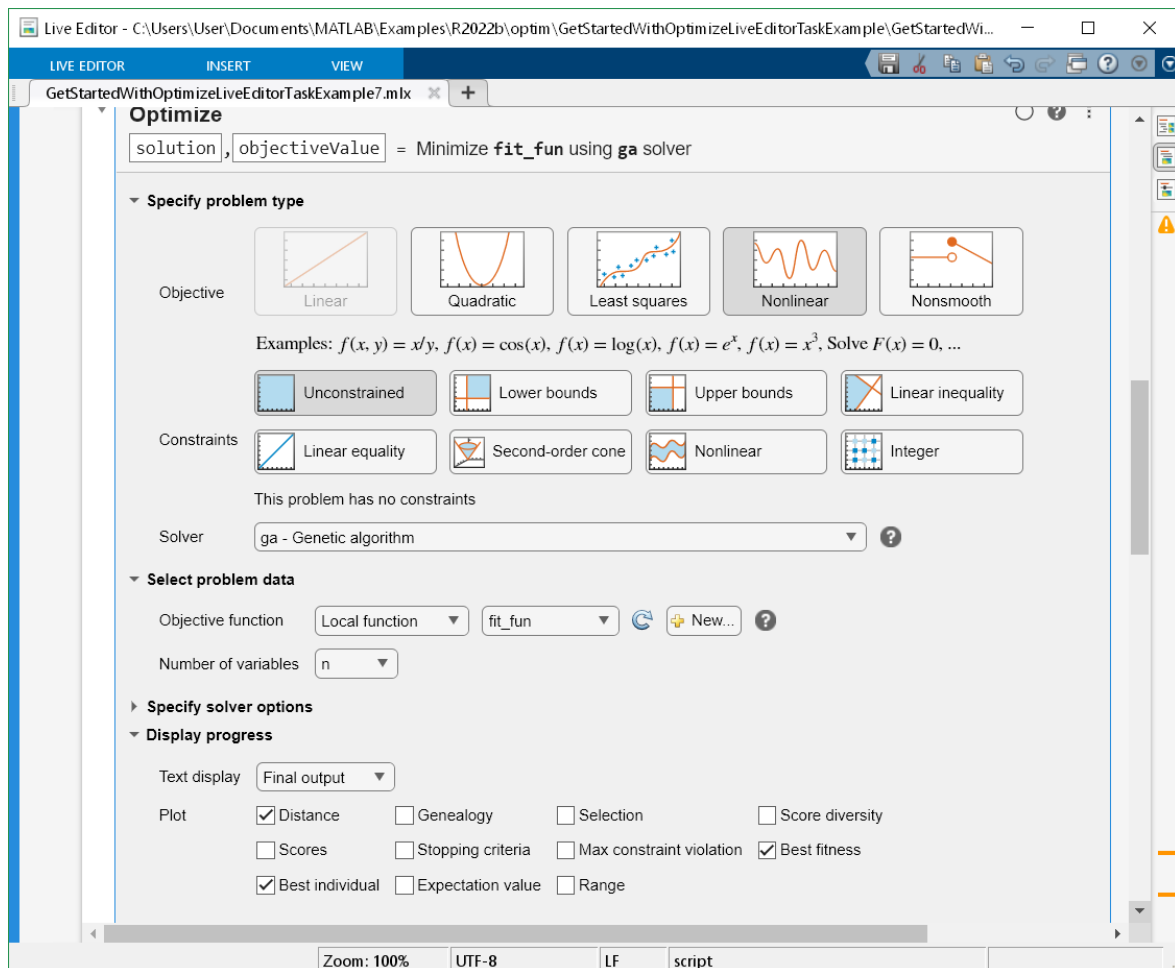 Live Editor - C:\Users\User\Documents\MATLAB\Examples\R2022b\optim\GetStartedWithOptimizeLiveEditorTaskExample\GetStartedWi...
LIVE EDITOR INSERT VIEW
GetStartedWithOptimizeLiveEditorTaskExample7.mlx
Optimize
solution, objectiveValue = Minimize fit_fun using ga solver
Specify problem type
Objective
Linear Quadratic Least squares Nonlinear Nonsmooth
Examples: f(x, y) = x/y, f(x) = cos(x), f(x) = log(x), f(x) = eˣ, f(x) = x³, Solve F(x) = 0, ...
Unconstrained Lower bounds Upper bounds Linear inequality
Constraints
Linear equality Second-order cone Nonlinear Integer
This problem has no constraints
Solver ga - Genetic algorithm
Select problem data
Objective function Local function fit_fun New...
Number of variables n
Specify solver options
Display progress
Text display Final output
Plot Distance Genealogy Selection Score diversity
Scores Stopping criteria Max constraint violation Best fitness
Best individual Expectation value Range
Zoom: 100% UTF-8 LF script